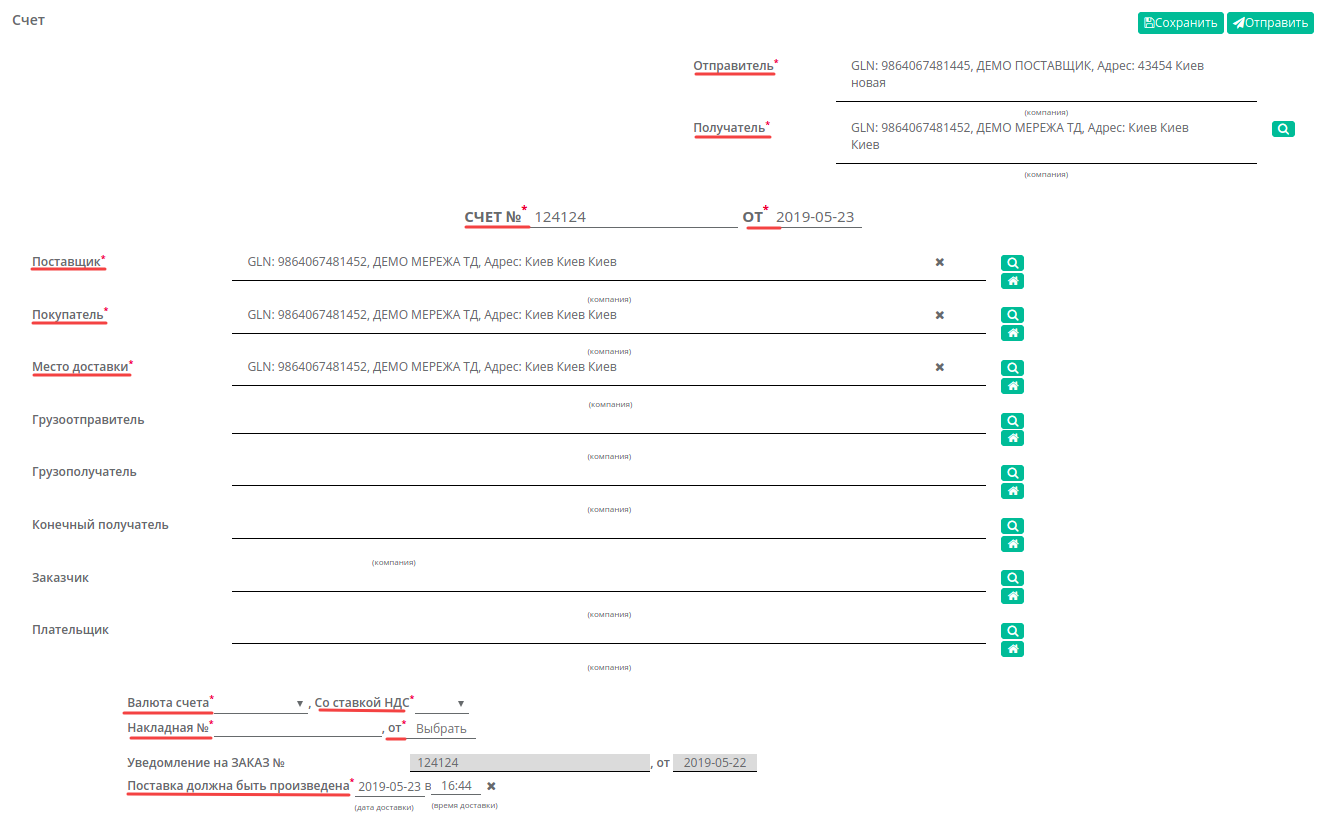 Счет
Сохранить Отправить
Отправитель* GLN: 9864067481445, ДЕМО ПОСТАВЩИК, Адрес: 43454 Киев
новая
(компания)
Получатель* GLN: 9864067481452, ДЕМО МЕРЕЖА ТД, Адрес: Киев Киев
Киев
(компания)
СЧЕТ №* 124124 ОТ* 2019-05-23
Поставщик* GLN: 9864067481452, ДЕМО МЕРЕЖА ТД, Адрес: Киев Киев Киев
(компания)
Покупатель* GLN: 9864067481452, ДЕМО МЕРЕЖА ТД, Адрес: Киев Киев Киев
(компания)
Место доставки* GLN: 9864067481452, ДЕМО МЕРЕЖА ТД, Адрес: Киев Киев Киев
(компания)
Грузоотправитель
(компания)
Грузополучатель
(компания)
Конечный получатель
(компания)
Заказчик
(компания)
Плательщик
(компания)
Валюта счета* , Со ставкой НДС*
Накладная №* , от* Выбрать
Уведомление на ЗАКАЗ № 124124 , от 2019-05-22
Поставка должна быть произведена* 2019-05-23 в 16:44
(дата доставки) (время доставки)